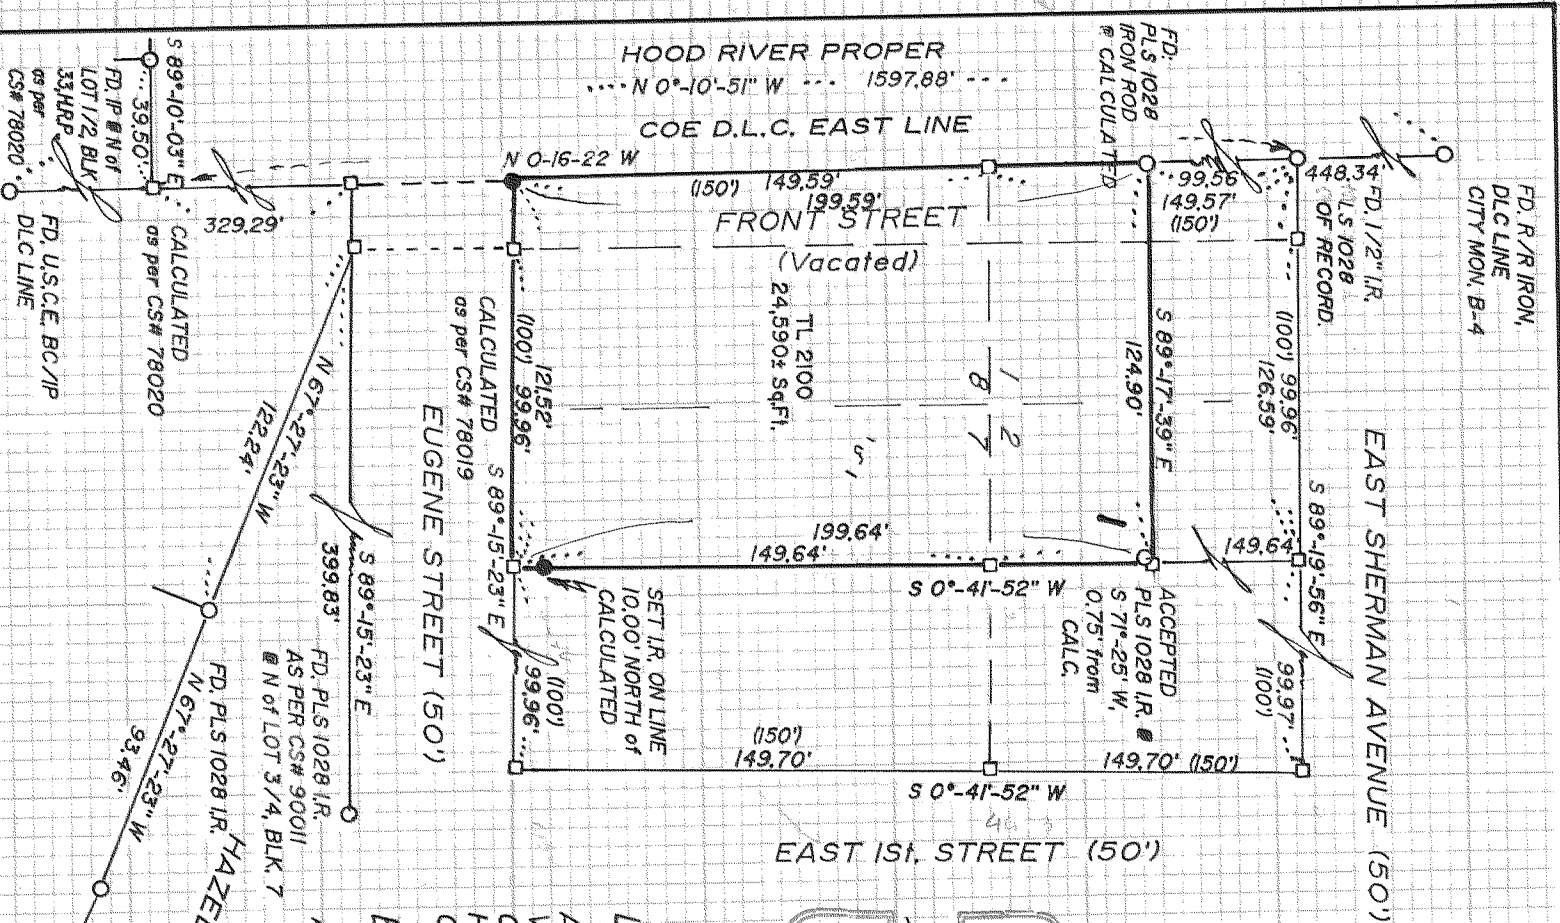 HOOD RIVER PROPER
N 0°-10'-51" W 1597.88'
COE D.L.C. EAST LINE
N 0-16-22 W
(150') 149.59'
199.59'
FRONT STREET
(Vacated)
TL 2100
24,590± Sq.Ft.
1 2
8 7
FD.
PLS 1028
IRON ROD
@ CALCULATED
99.56'
149.57'
(150')
448.34'
FD. 1/2" I.R.
PLS 1028
OF RECORD.
FD. R/R IRON,
DLC LINE
CITY MON. B-4
S 89°-10'-03" E
39.50'
FD. IP @ N of
LOT 1/2, BLK
33, HRP
as per
CS# 78020
329.29'
CALCULATED
as per CS# 78020
FD. U.S.C.E. BC/IP
DLC LINE
N 67°-27'-23" W
122.24'
121.52'
(100') 99.96'
CALCULATED
as per CS# 78019
EUGENE STREET (50')
S 89°-15'-23" E
S 89°-17'-39" E
124.90'
(100') 99.96'
126.59'
EAST SHERMAN AVENUE (50')
S 89°-19'-56" E
199.64'
149.64'
149.64'
S 0°-41'-52" W
SET I.R. ON LINE
10.00' NORTH of
CALCULATED
ACCEPTED
PLS 1028 I.R. @
S 71°-25' W,
0.75' from
CALC.
99.97'
(100')
(100')
99.96'
S 89°-15'-23" E
399.83'
FD. PLS 1028 I.R.
AS PER CS# 90011
@ N of LOT 3/4, BLK 7
FD. PLS 1028 I.R.
N 67°-27'-23" W
93.46'
(150')
149.70'
149.70' (150')
S 0°-41'-52" W
EAST 1St. STREET (50')